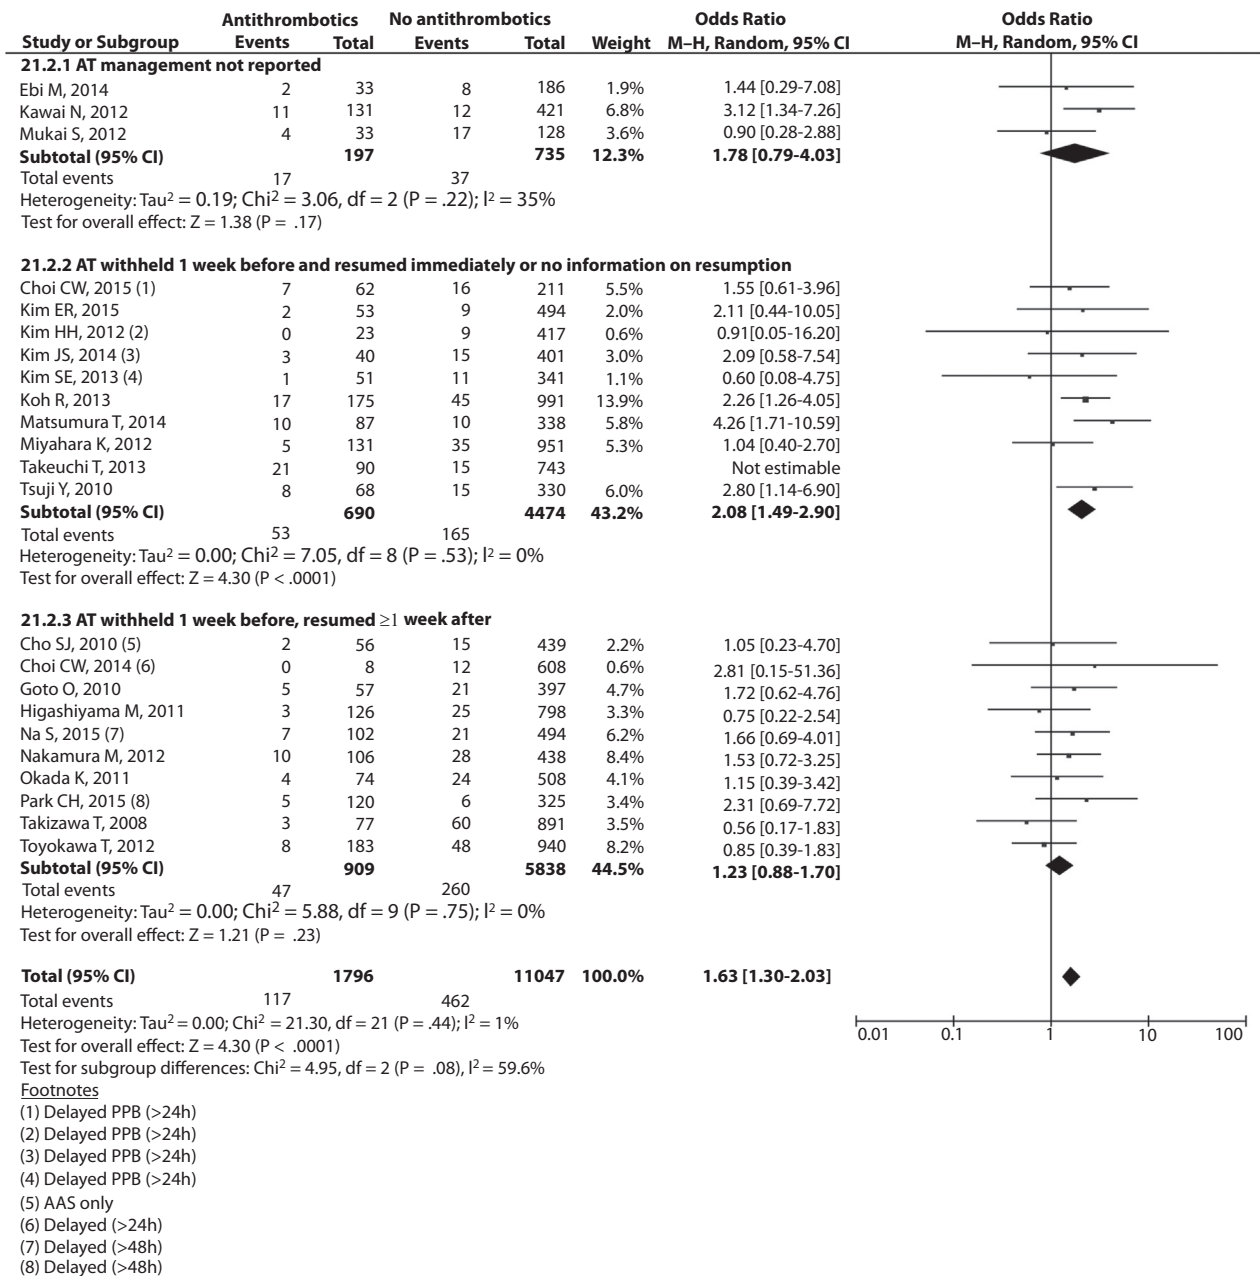 Antithrombotics No antithrombotics Odds Ratio Odds Ratio
Study or Subgroup Events Total Events Total Weight M–H, Random, 95% CI M–H, Random, 95% CI
21.2.1 AT management not reported
Ebi M, 2014 2 33 8 186 1.9% 1.44 [0.29-7.08]
Kawai N, 2012 11 131 12 421 6.8% 3.12 [1.34-7.26]
Mukai S, 2012 4 33 17 128 3.6% 0.90 [0.28-2.88]
Subtotal (95% CI) 197 735 12.3% 1.78 [0.79-4.03]
Total events 17 37
Heterogeneity: Tau² = 0.19; Chi² = 3.06, df = 2 (P = .22); I² = 35%
Test for overall effect: Z = 1.38 (P = .17)
21.2.2 AT withheld 1 week before and resumed immediately or no information on resumption
Choi CW, 2015 (1) 7 62 16 211 5.5% 1.55 [0.61-3.96]
Kim ER, 2015 2 53 9 494 2.0% 2.11 [0.44-10.05]
Kim HH, 2012 (2) 0 23 9 417 0.6% 0.91[0.05-16.20]
Kim JS, 2014 (3) 3 40 15 401 3.0% 2.09 [0.58-7.54]
Kim SE, 2013 (4) 1 51 11 341 1.1% 0.60 [0.08-4.75]
Koh R, 2013 17 175 45 991 13.9% 2.26 [1.26-4.05]
Matsumura T, 2014 10 87 10 338 5.8% 4.26 [1.71-10.59]
Miyahara K, 2012 5 131 35 951 5.3% 1.04 [0.40-2.70]
Takeuchi T, 2013 21 90 15 743 Not estimable
Tsuji Y, 2010 8 68 15 330 6.0% 2.80 [1.14-6.90]
Subtotal (95% CI) 690 4474 43.2% 2.08 [1.49-2.90]
Total events 53 165
Heterogeneity: Tau² = 0.00; Chi² = 7.05, df = 8 (P = .53); I² = 0%
Test for overall effect: Z = 4.30 (P < .0001)
21.2.3 AT withheld 1 week before, resumed ≥1 week after
Cho SJ, 2010 (5) 2 56 15 439 2.2% 1.05 [0.23-4.70]
Choi CW, 2014 (6) 0 8 12 608 0.6% 2.81 [0.15-51.36]
Goto O, 2010 5 57 21 397 4.7% 1.72 [0.62-4.76]
Higashiyama M, 2011 3 126 25 798 3.3% 0.75 [0.22-2.54]
Na S, 2015 (7) 7 102 21 494 6.2% 1.66 [0.69-4.01]
Nakamura M, 2012 10 106 28 438 8.4% 1.53 [0.72-3.25]
Okada K, 2011 4 74 24 508 4.1% 1.15 [0.39-3.42]
Park CH, 2015 (8) 5 120 6 325 3.4% 2.31 [0.69-7.72]
Takizawa T, 2008 3 77 60 891 3.5% 0.56 [0.17-1.83]
Toyokawa T, 2012 8 183 48 940 8.2% 0.85 [0.39-1.83]
Subtotal (95% CI) 909 5838 44.5% 1.23 [0.88-1.70]
Total events 47 260
Heterogeneity: Tau² = 0.00; Chi² = 5.88, df = 9 (P = .75); I² = 0%
Test for overall effect: Z = 1.21 (P = .23)
Total (95% CI) 1796 11047 100.0% 1.63 [1.30-2.03]
Total events 117 462
Heterogeneity: Tau² = 0.00; Chi² = 21.30, df = 21 (P = .44); I² = 1%
Test for overall effect: Z = 4.30 (P < .0001)
Test for subgroup differences: Chi² = 4.95, df = 2 (P = .08), I² = 59.6%
0.01 0.1 1 10 100
Footnotes
(1) Delayed PPB (>24h)
(2) Delayed PPB (>24h)
(3) Delayed PPB (>24h)
(4) Delayed PPB (>24h)
(5) AAS only
(6) Delayed (>24h)
(7) Delayed (>48h)
(8) Delayed (>48h)